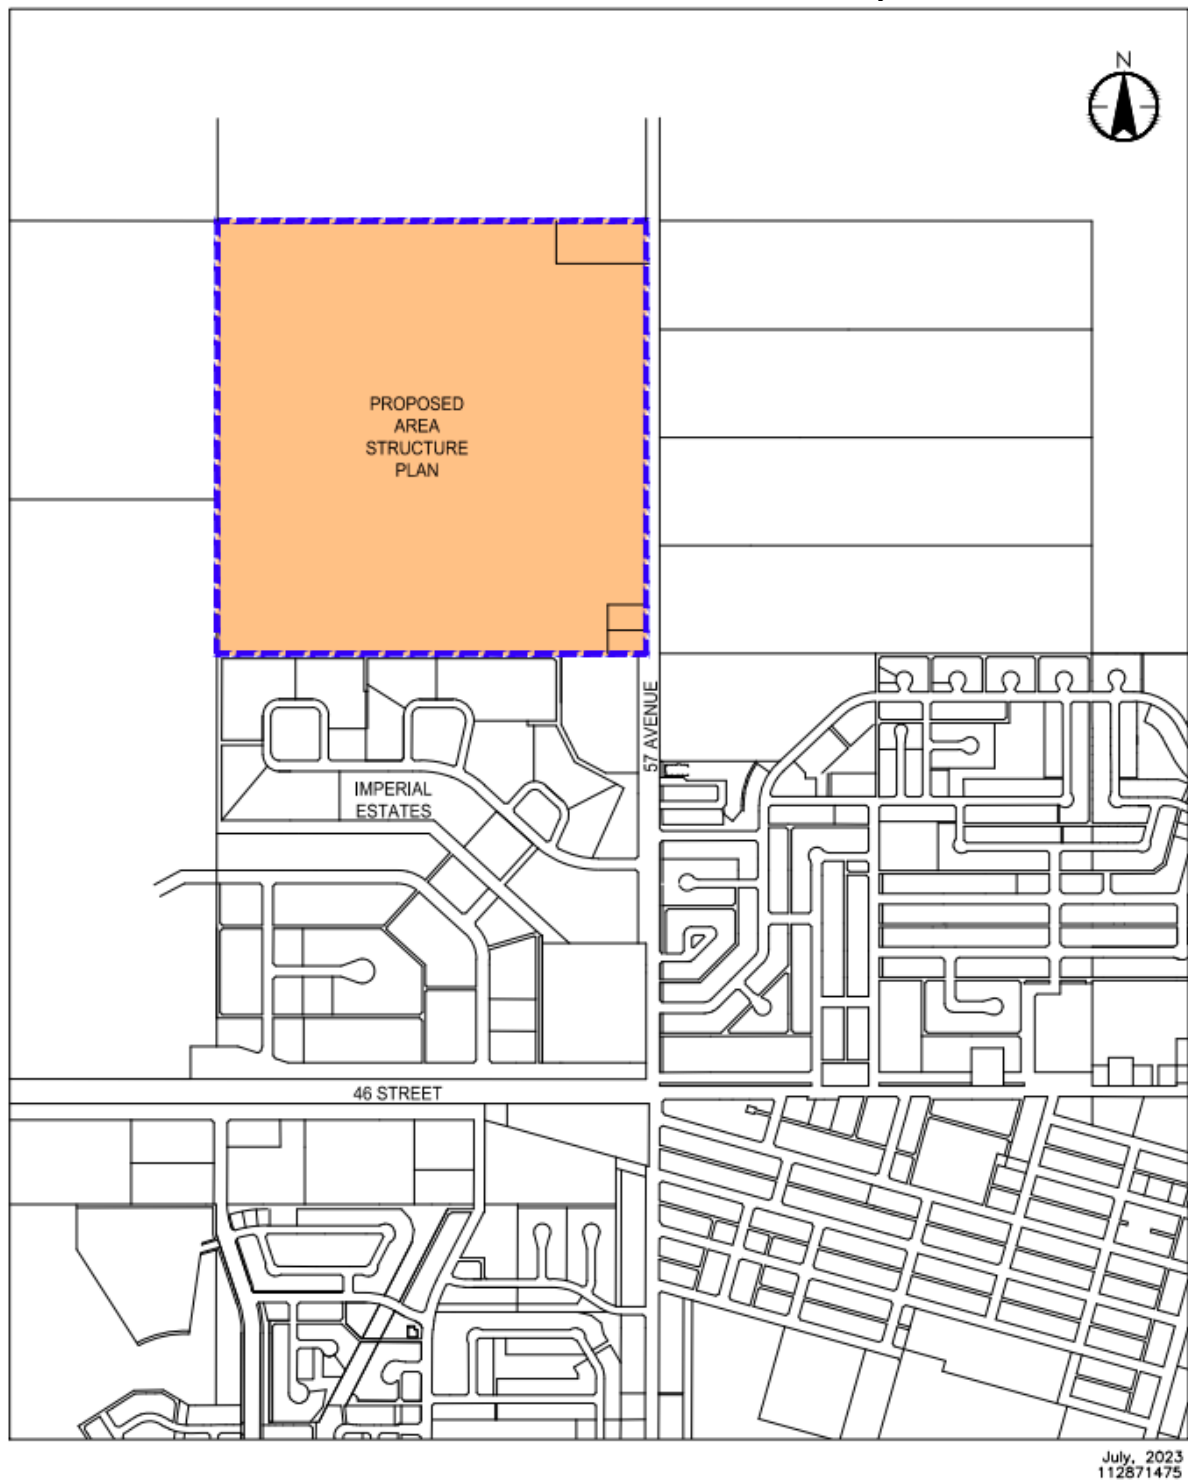 N
PROPOSED
AREA
STRUCTURE
PLAN
57 AVENUE
IMPERIAL
ESTATES
46 STREET
July, 2023
112871475